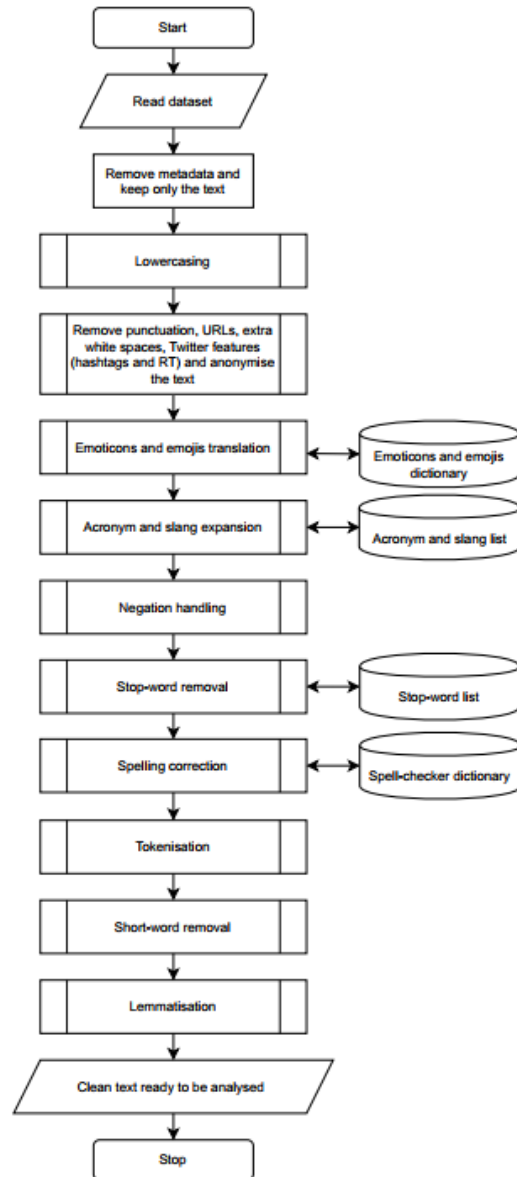 Start
Read dataset
Remove metadata and
keep only the text
Lowercasing
Remove punctuation, URLs, extra
white spaces, Twitter features
(hashtags and RT) and anonymise
the text
Emoticons and emojis translation
Emoticons and emojis
dictionary
Acronym and slang expansion
Acronym and slang list
Negation handling
Stop-word removal
Stop-word list
Spelling correction
Spell-checker dictionary
Tokenisation
Short-word removal
Lemmatisation
Clean text ready to be analysed
Stop